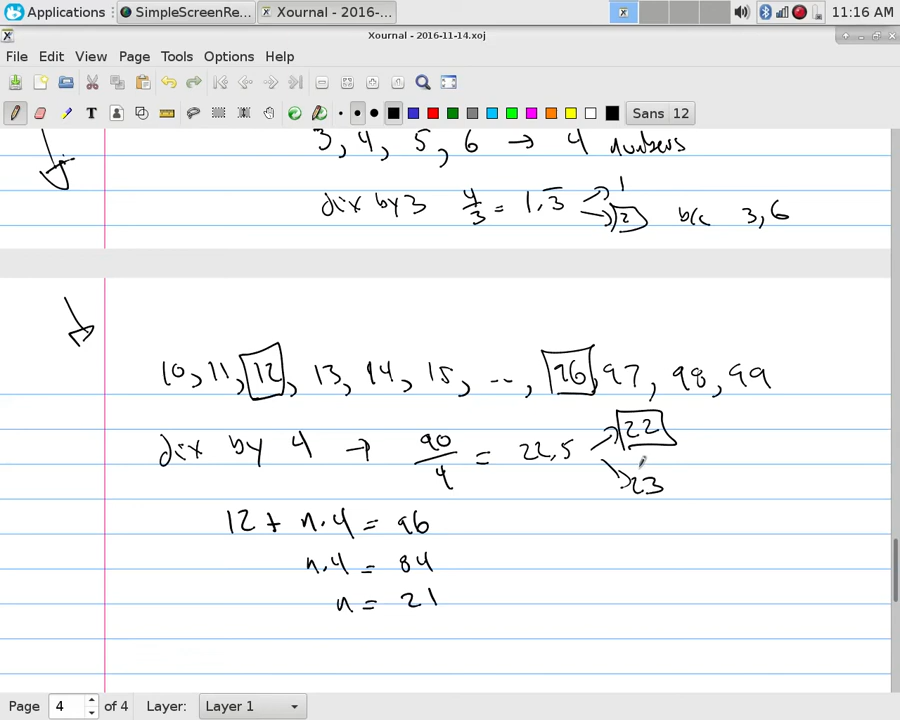 Applications SimpleScreenRe... Xournal - 2016-... 11:16 AM
Xournal - 2016-11-14.xoj
File Edit View Page Tools Options Help
Sans 12
3, 4, 5, 6 → 4 numbers
div by 3 4/3 = 1,3̅ → 1
→ 2 b/c 3, 6
10, 11, 12, 13, 14, 15, ..., 96, 97, 98, 99
div by 4 → 90/4 = 22,5 → 22
→ 23
12 + n.4 = 96
n.4 = 84
n = 21
Page 4 of 4 Layer: Layer 1